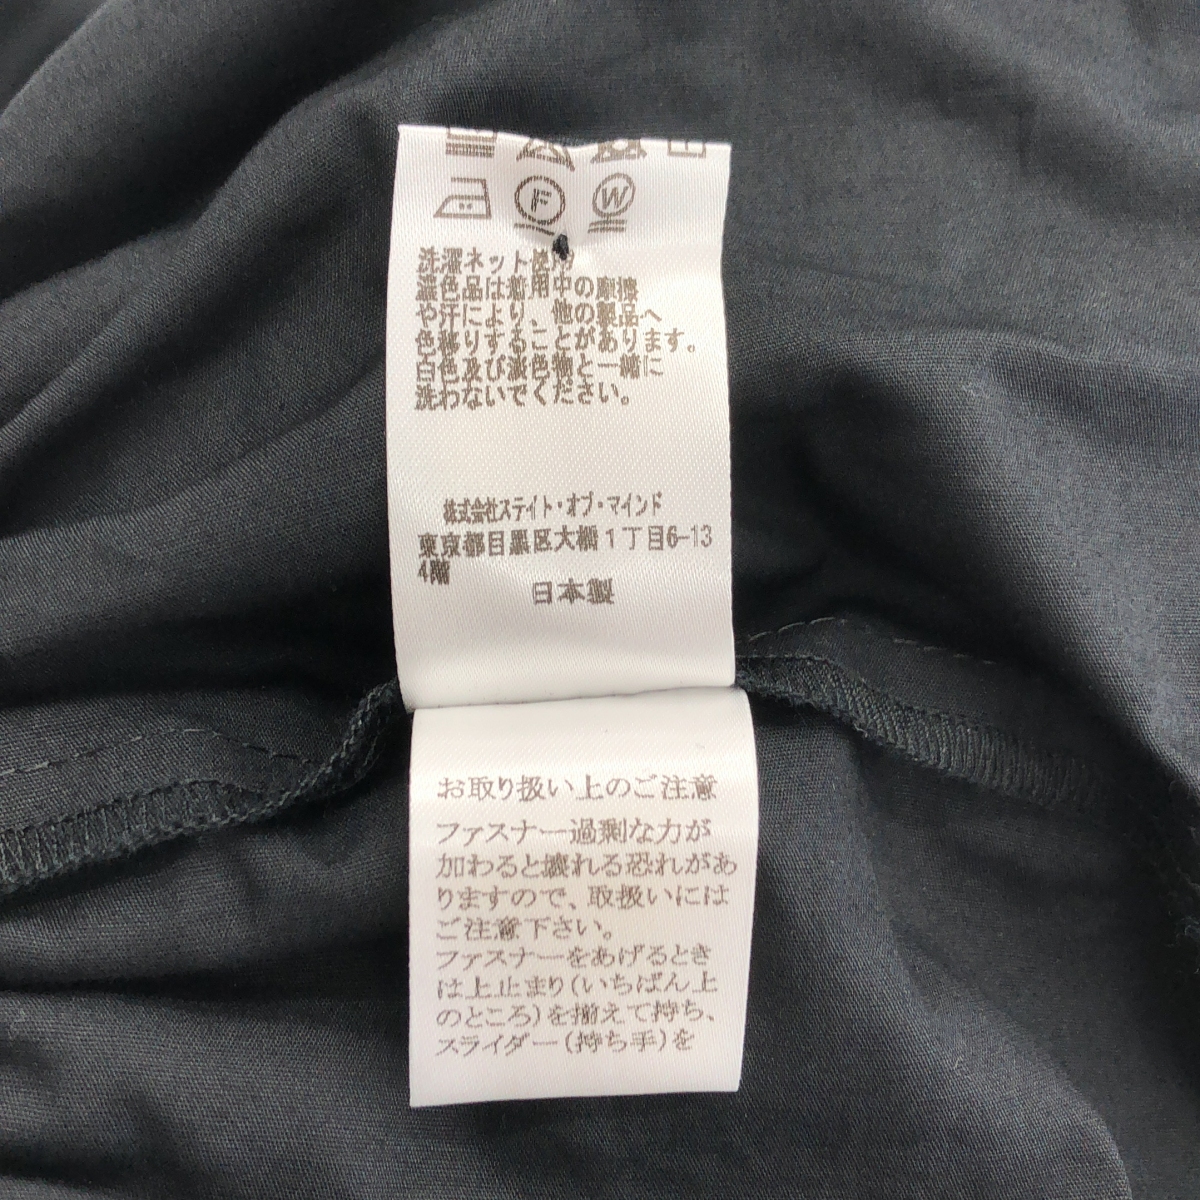 F W
洗濯ネット使用
濃色品は着用中の摩擦
や汗により、他の製品へ
色移りすることがあります。
白色及び淡色物と一緒に
洗わないでください。
株式会社ステイト・オブ・マインド
東京都目黒区大橋1丁目6-13
4階
日本製
お取り扱い上のご注意
ファスナー過剰な力が
加わると壊れる恐れがあ
りますので、取扱いには
ご注意下さい。
ファスナーをあげるとき
は上止まり(いちばん上
のところ)を揃えて持ち、
スライダー(持ち手)を